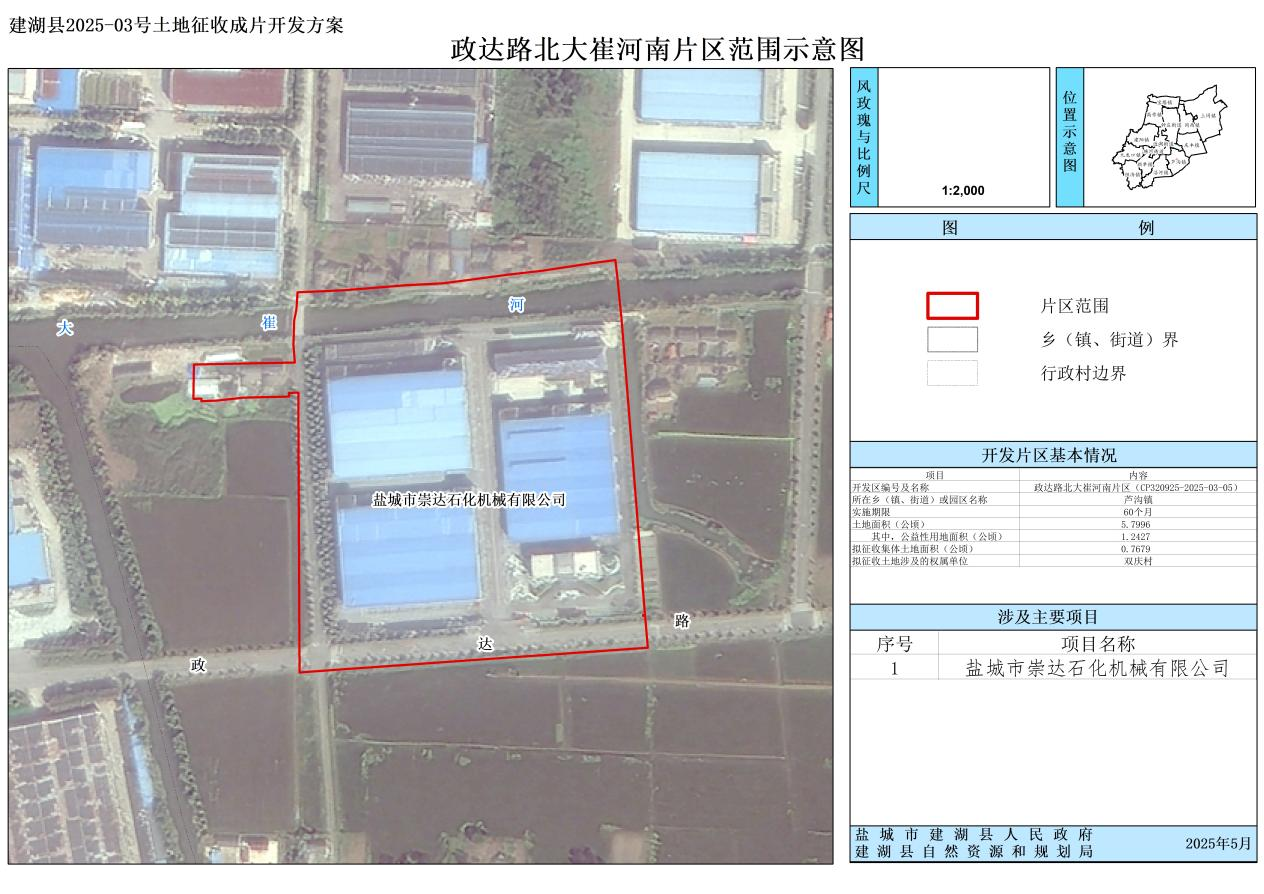 建湖县2025-03号土地征收成片开发方案
政达路北大崔河南片区范围示意图
风玫瑰与比例尺
1:2,000
位置示意图
图 例
片区范围
乡（镇、街道）界
行政村边界
大 崔 河
盐城市崇达石化机械有限公司
政 达 路
开发片区基本情况
项目 内容
开发区编号及名称 政达路北大崔河南片区（CP320925-2025-03-05）
所在乡（镇、街道）或园区名称 芦沟镇
实施期限 60个月
土地面积（公顷） 5.7996
其中，公益性用地面积（公顷） 1.2427
拟征收集体土地面积（公顷） 0.7679
拟征收土地涉及的权属单位 双庆村
涉及主要项目
序号 项目名称
1 盐城市崇达石化机械有限公司
盐城市建湖县人民政府
建湖县自然资源和规划局
2025年5月